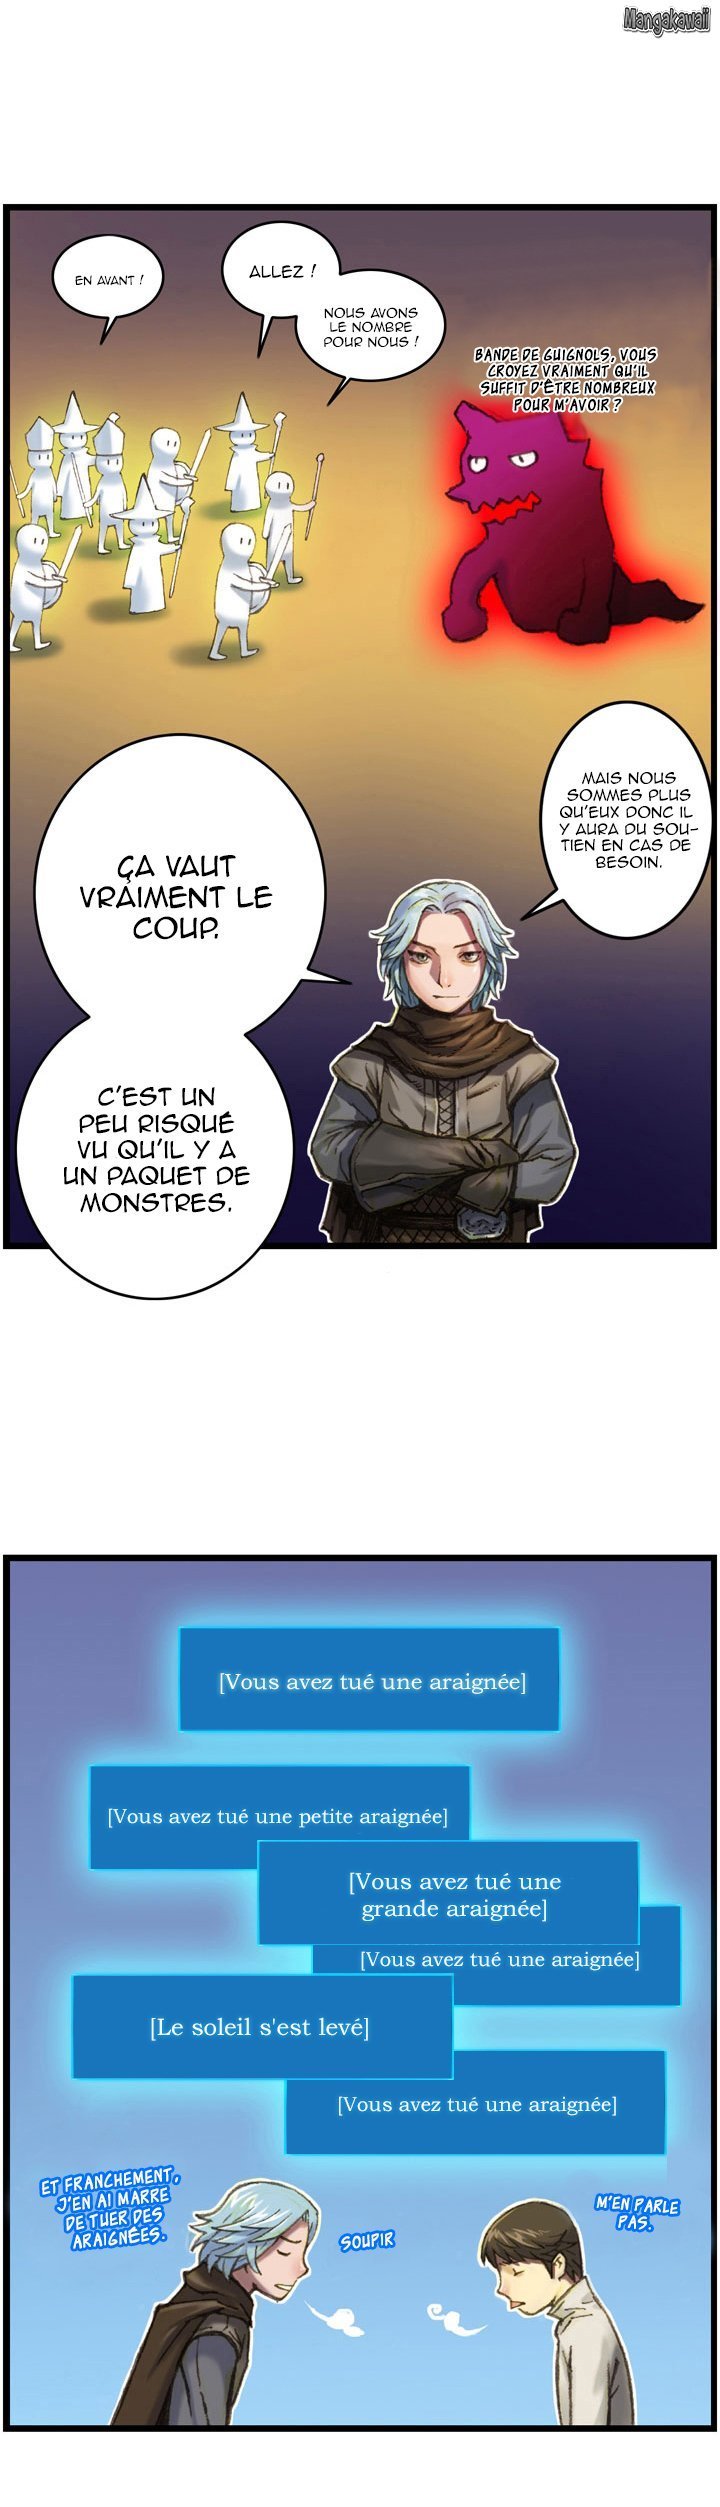 Mangakawaii
EN AVANT !
ALLEZ !
NOUS AVONS
LE NOMBRE
POUR NOUS !
BANDE DE GUIGNOLS, VOUS
CROYEZ VRAIMENT QU'IL
SUFFIT D'ÊTRE NOMBREUX
POUR M'AVOIR ?
MAIS NOUS
SOMMES PLUS
QU'EUX DONC IL
Y AURA DU SOU-
TIEN EN CAS DE
BESOIN.
ÇA VAUT
VRAIMENT LE
COUP.
C'EST UN
PEU RISQUÉ
VU QU'IL Y A
UN PAQUET DE
MONSTRES.
[Vous avez tué une araignée]
[Vous avez tué une petite araignée]
[Vous avez tué une
grande araignée]
[Vous avez tué une araignée]
[Le soleil s'est levé]
[Vous avez tué une araignée]
ET FRANCHEMENT,
J'EN AI MARRE
DE TUER DES
ARAIGNÉES.
SOUPIR
M'EN PARLE
PAS.